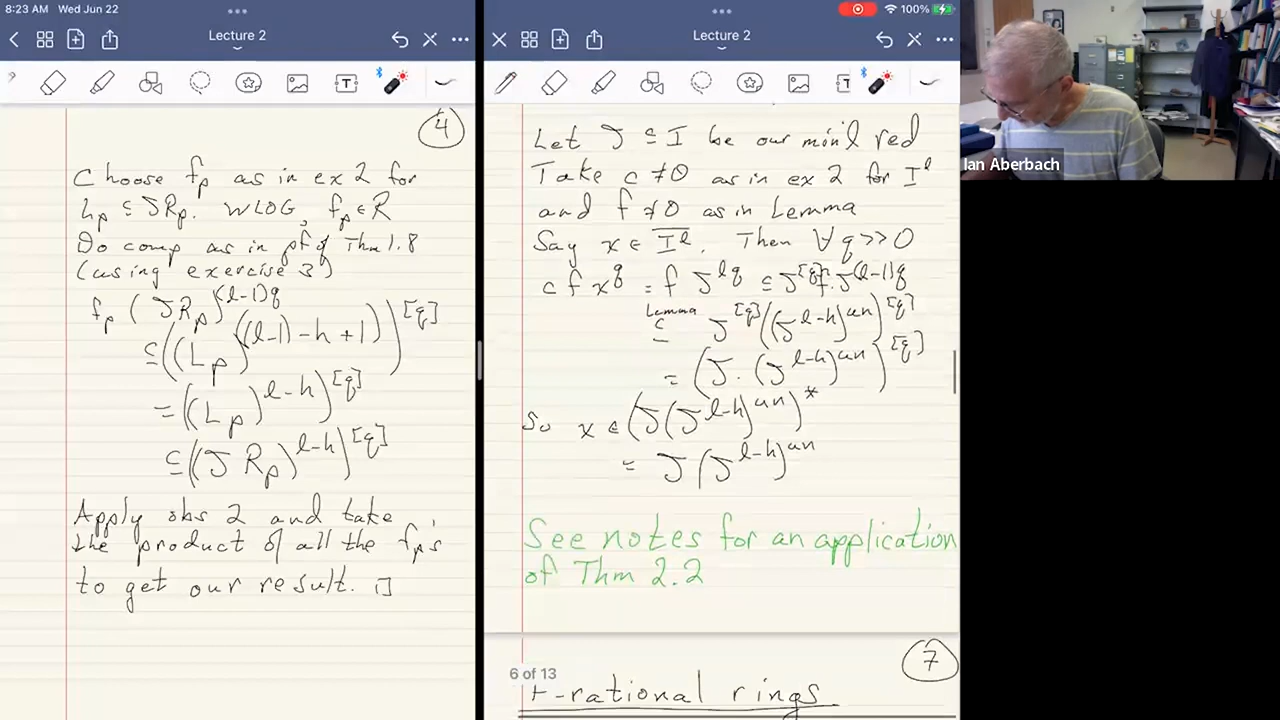 8:23 AM Wed Jun 22
Lecture 2
④
Choose f_p as in ex 2 for
h_p ⊆ JR_p. WLOG, f_p ∈ R
Do comp as in pf of Thm 1.8
(using exercise 3)
f_p (JR_p)^{(l-1)q}
⊆ ((L_p)^{((l-1)-h+1)})^{[q]}
= ((L_p)^{l-h})^{[q]}
⊆ ((J R_p)^{l-h})^{[q]}
Apply obs 2 and take
the product of all the f_p's
to get our result. □
100%
Lecture 2
Let J ⊆ I be our min'l red
Take c ≠ 0 as in ex 2 for I^l
and f ≠ 0 as in Lemma
Say x ∈ \overline{I^l}. Then ∀ q >> 0
c f x^q = f J^{lq} ⊆ J^{[q]} f · J^{(l-1)q}
Lemma
⊆ J^{[q]} ((J^{l-h})^{un})^{[q]}
= (J · (J^{l-h})^{un})^{[q]}
So x ∈ (J(J^{l-h})^{un})^*
= J (J^{l-h})^{un}
See notes for an application
of Thm 2.2
6 of 13
⑦
F-rational rings
Ian Aberbach